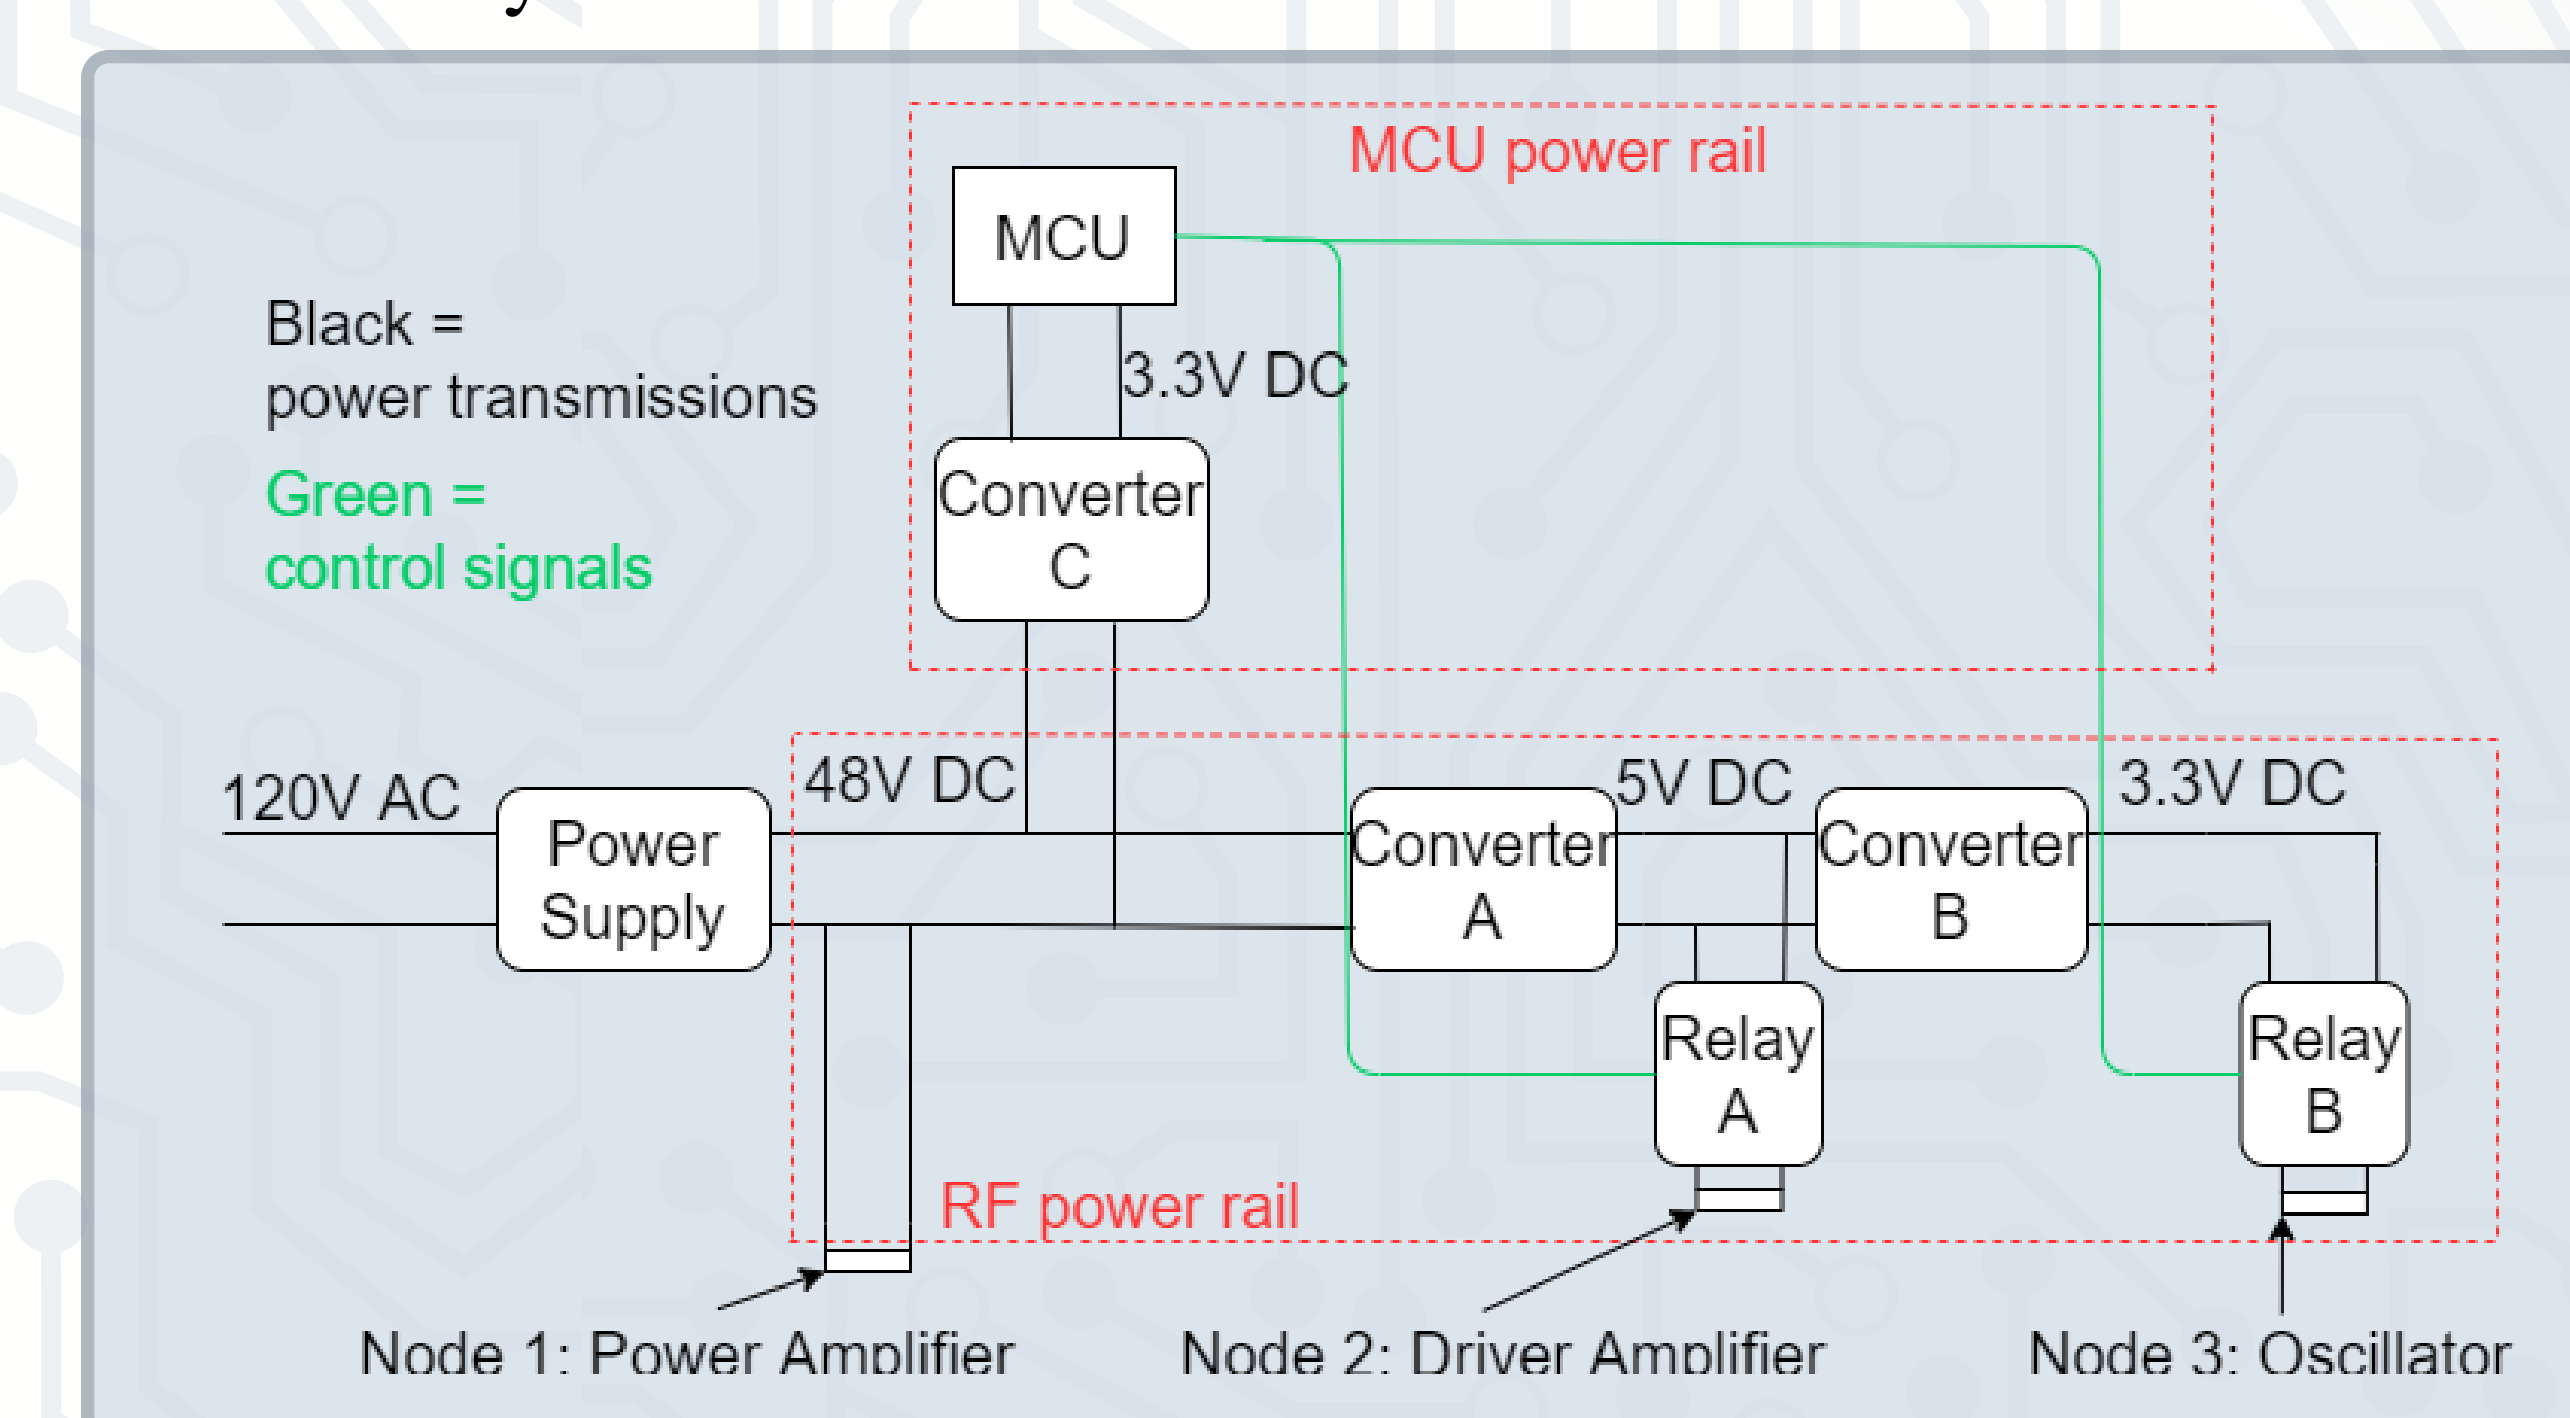 MCU power rail
MCU
Black =
power transmissions
3.3V DC
Green =
control signals
Converter
C
120V AC
48V DC
5V DC
3.3V DC
Power
Supply
Converter
A
Converter
B
Relay
A
Relay
B
RF power rail
Node 1: Power Amplifier
Node 2: Driver Amplifier
Node 3: Oscillator